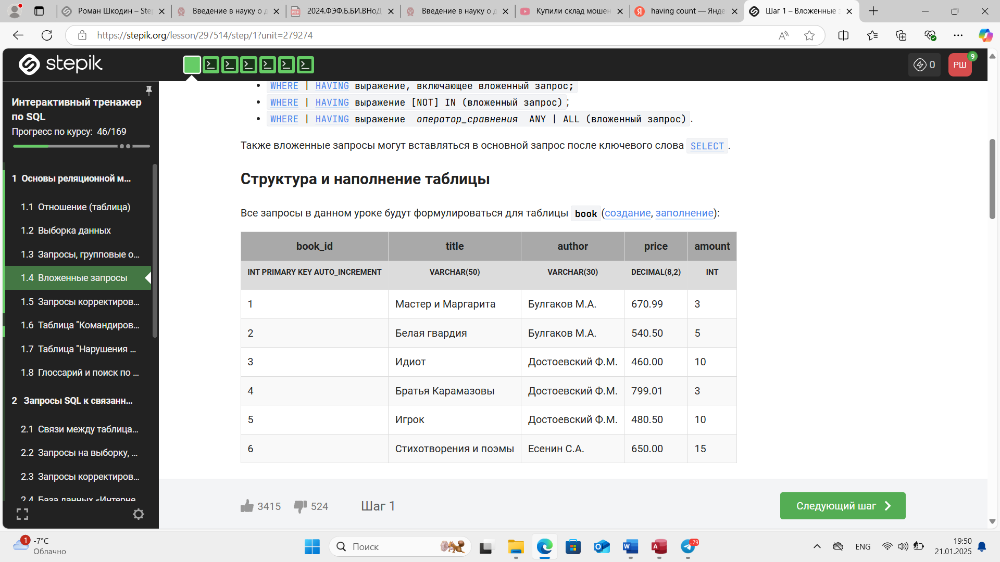 Роман Шкодин – Ste
Введение в науку о д
2024.ФЭФ.Б.БИ.ВНоД
Введение в науку о д
Купили склад мошен
having count — Янде
Шаг 1 – Вложенные з
https://stepik.org/lesson/297514/step/1?unit=279274
stepik
0
РШ
9
Интерактивный тренажер
по SQL
Прогресс по курсу: 46/169
1 Основы реляционной м...
1.1 Отношение (таблица)
1.2 Выборка данных
1.3 Запросы, групповые о...
1.4 Вложенные запросы
1.5 Запросы корректиров...
1.6 Таблица "Командиров...
1.7 Таблица "Нарушения ...
1.8 Глоссарий и поиск по ...
2 Запросы SQL к связанн...
2.1 Связи между таблица...
2.2 Запросы на выборку, ...
2.3 Запросы корректиров...
2.4 База данных «Интерне
WHERE | HAVING выражение, включающее вложенный запрос;
WHERE | HAVING выражение [NOT] IN (вложенный запрос);
WHERE | HAVING выражение оператор_сравнения ANY | ALL (вложенный запрос).
Также вложенные запросы могут вставляться в основной запрос после ключевого слова SELECT.
Структура и наполнение таблицы
Все запросы в данном уроке будут формулироваться для таблицы book (создание, заполнение):
book_id title author price amount
INT PRIMARY KEY AUTO_INCREMENT VARCHAR(50) VARCHAR(30) DECIMAL(8,2) INT
1 Мастер и Маргарита Булгаков М.А. 670.99 3
2 Белая гвардия Булгаков М.А. 540.50 5
3 Идиот Достоевский Ф.М. 460.00 10
4 Братья Карамазовы Достоевский Ф.М. 799.01 3
5 Игрок Достоевский Ф.М. 480.50 10
6 Стихотворения и поэмы Есенин С.А. 650.00 15
3415 524 Шаг 1 Следующий шаг
1
-7°C
Облачно
Поиск
79
ENG
19:50
21.01.2025